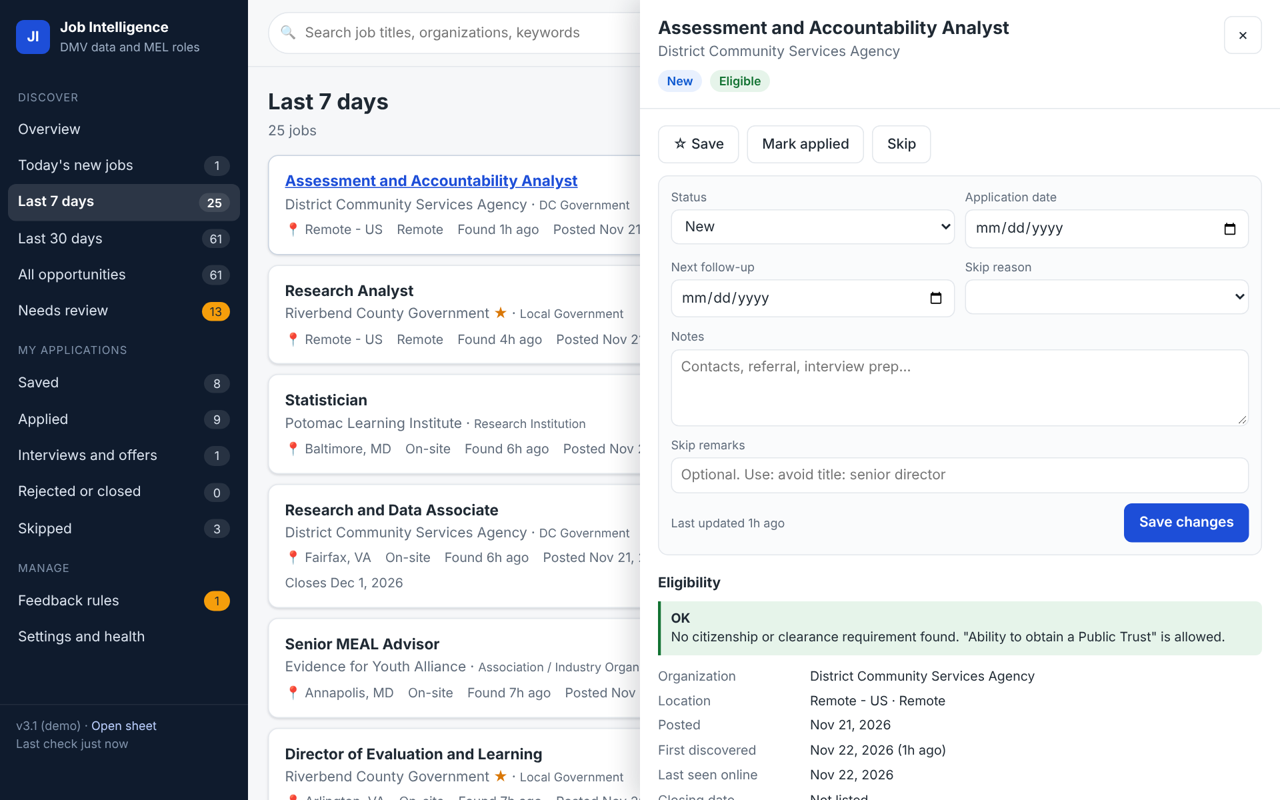 JI
Job Intelligence
DMV data and MEL roles
DISCOVER
Overview
Today's new jobs 1
Last 7 days 25
Last 30 days 61
All opportunities 61
Needs review 13
MY APPLICATIONS
Saved 8
Applied 9
Interviews and offers 1
Rejected or closed 0
Skipped 3
MANAGE
Feedback rules 1
Settings and health
v3.1 (demo) · Open sheet
Last check just now
Search job titles, organizations, keywords
Last 7 days
25 jobs
Assessment and Accountability Analyst
District Community Services Agency · DC Government
Remote - US Remote Found 1h ago Posted Nov 21
Research Analyst
Riverbend County Government ★ · Local Government
Remote - US Remote Found 4h ago Posted Nov
Statistician
Potomac Learning Institute · Research Institution
Baltimore, MD On-site Found 6h ago Posted Nov
Research and Data Associate
District Community Services Agency · DC Government
Fairfax, VA On-site Found 6h ago Posted Nov 21,
Closes Dec 1, 2026
Senior MEAL Advisor
Evidence for Youth Alliance · Association / Industry Organ
Annapolis, MD On-site Found 7h ago Posted Nov
Director of Evaluation and Learning
Riverbend County Government ★ · Local Government
Arlington, VA On-site Found 7h ago Posted Nov
Assessment and Accountability Analyst
×
District Community Services Agency
New Eligible
☆ Save Mark applied Skip
Status Application date
New mm/dd/yyyy
Next follow-up Skip reason
mm/dd/yyyy
Notes
Contacts, referral, interview prep...
Skip remarks
Optional. Use: avoid title: senior director
Last updated 1h ago Save changes
Eligibility
OK
No citizenship or clearance requirement found. "Ability to obtain a Public Trust" is allowed.
Organization District Community Services Agency
Location Remote - US · Remote
Posted Nov 21, 2026
First discovered Nov 22, 2026 (1h ago)
Last seen online Nov 22, 2026
Closing date Not listed